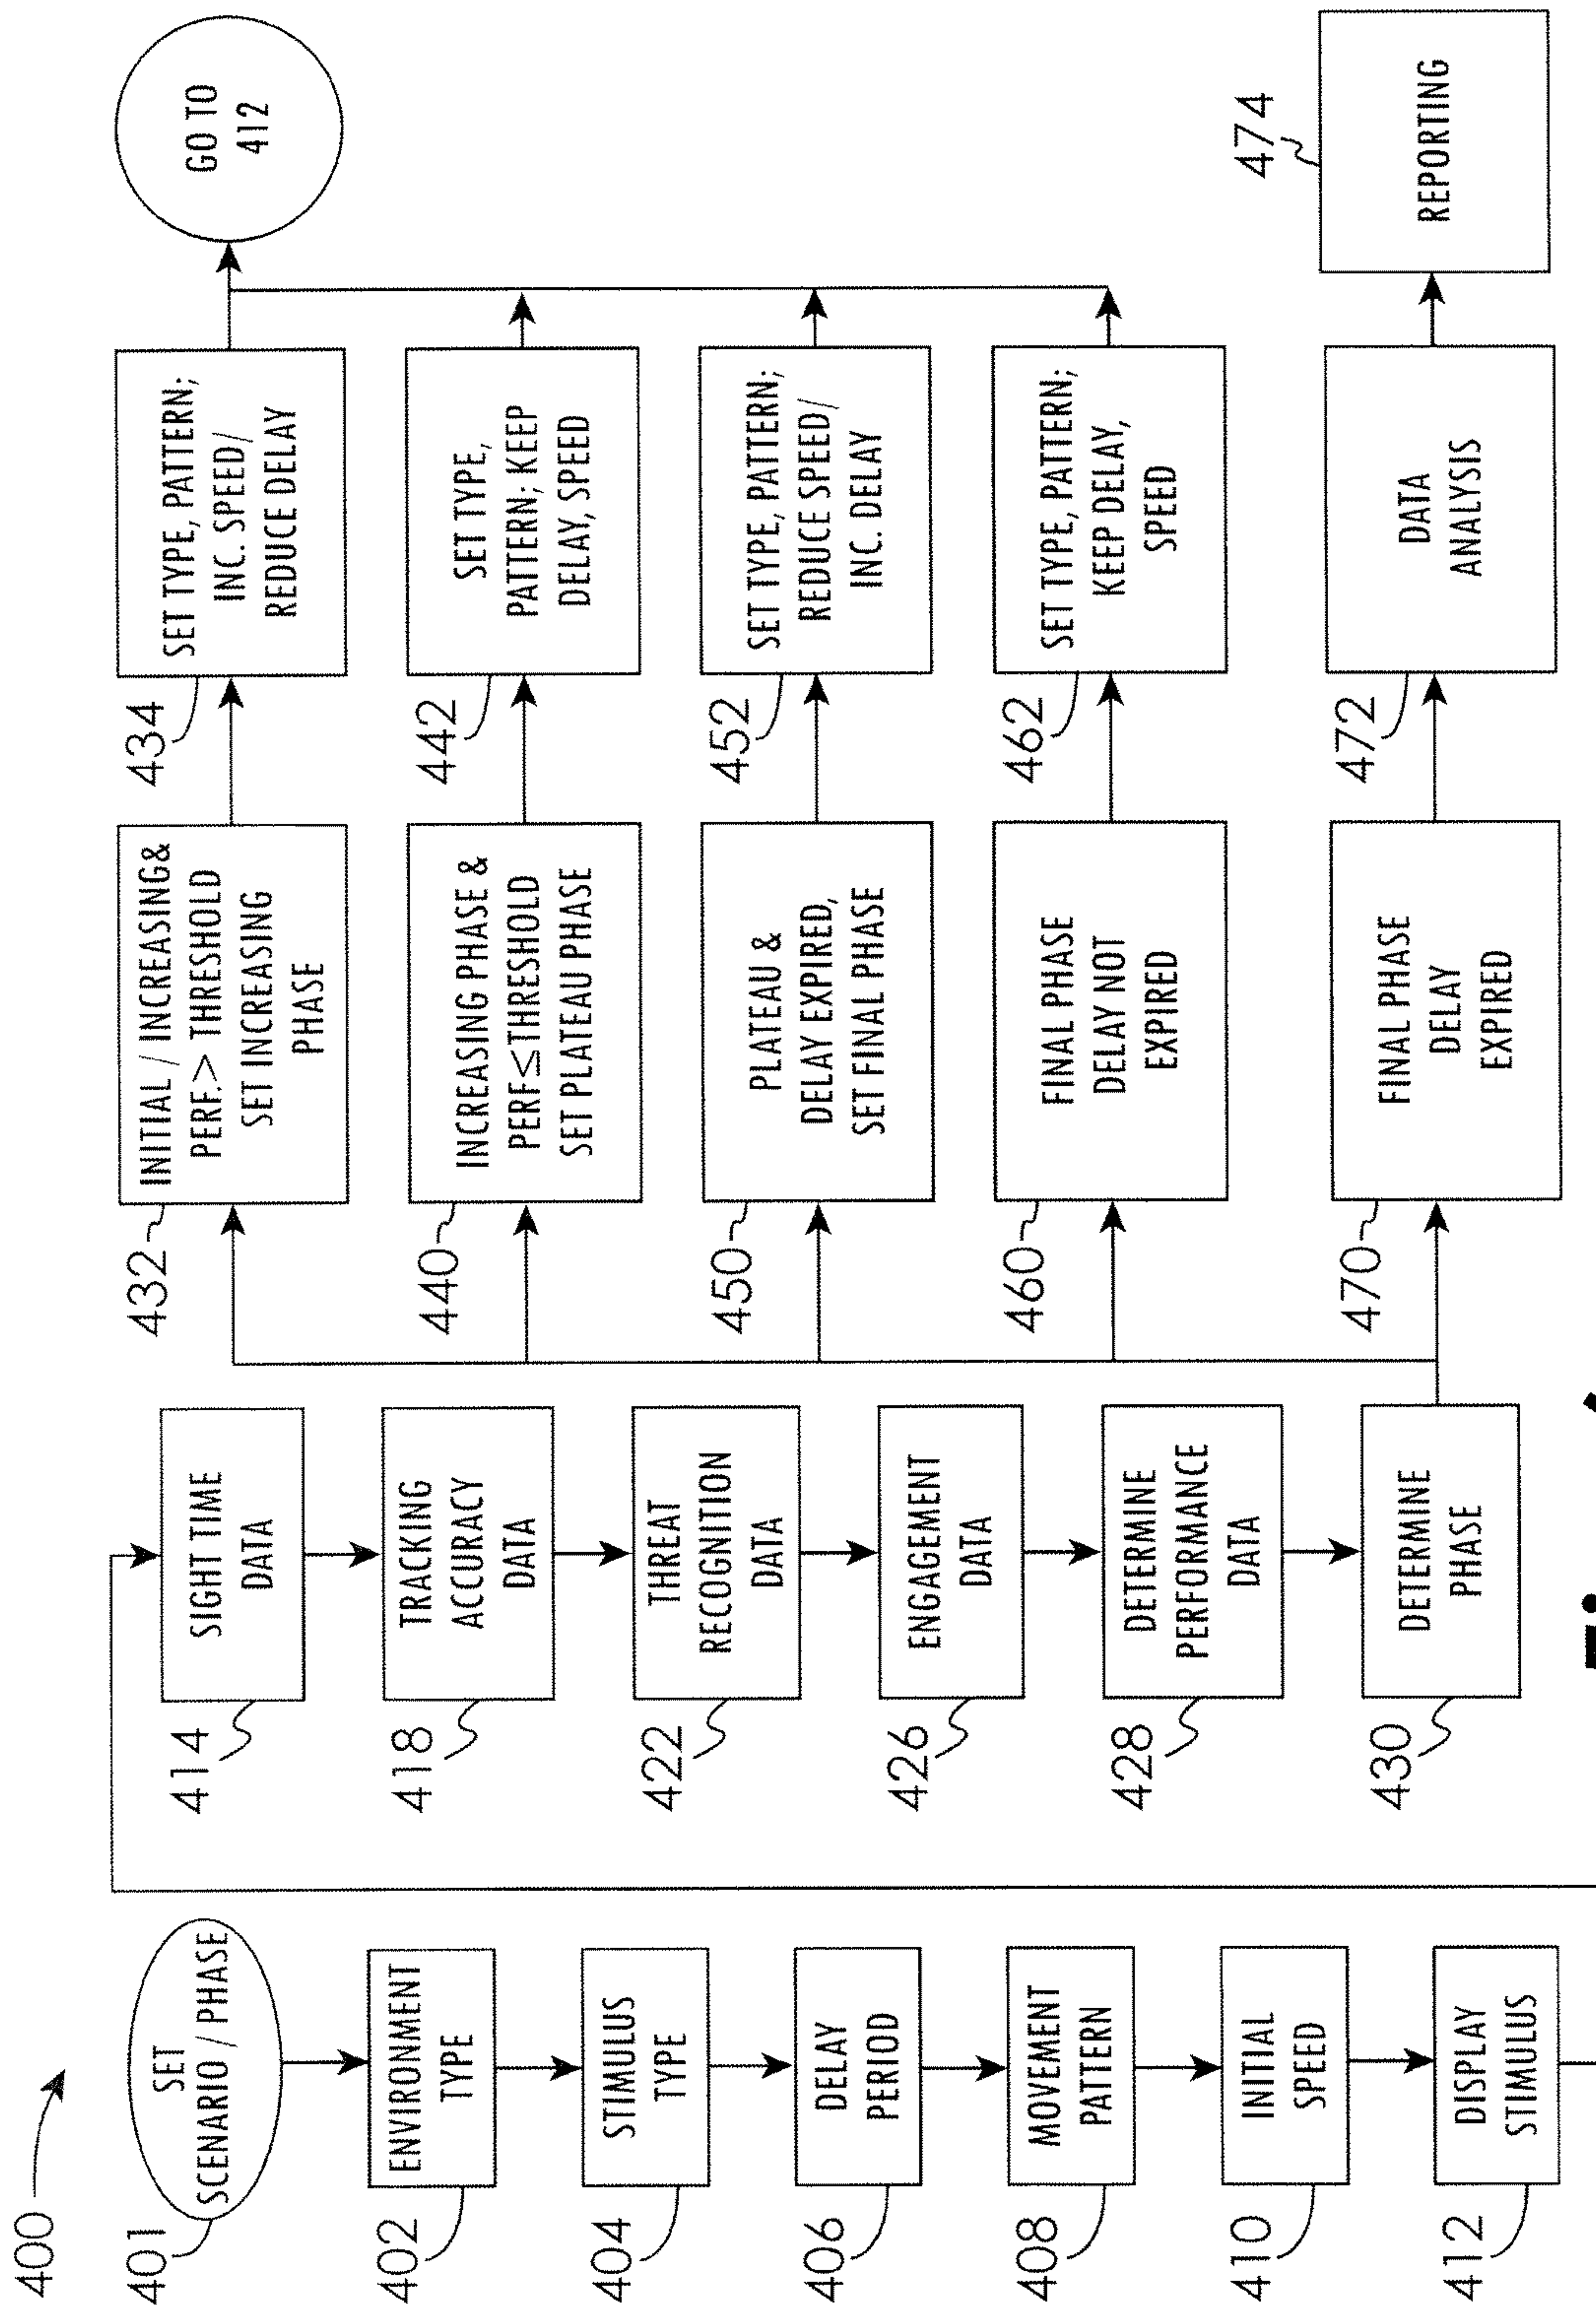 400
401
SET
SCENARIO / PHASE
402
ENVIRONMENT
TYPE
404
STIMULUS
TYPE
406
DELAY
PERIOD
408
MOVEMENT
PATTERN
410
INITIAL
SPEED
412
DISPLAY
STIMULUS
414
SIGHT TIME
DATA
418
TRACKING
ACCURACY
DATA
422
THREAT
RECOGNITION
DATA
426
ENGAGEMENT
DATA
428
DETERMINE
PERFORMANCE
DATA
430
DETERMINE
PHASE
432
INITIAL / INCREASING&
PERF.> THRESHOLD
SET INCREASING
PHASE
434
SET TYPE, PATTERN;
INC. SPEED/
REDUCE DELAY
GO TO
412
440
INCREASING PHASE &
PERF≤THRESHOLD
SET PLATEAU PHASE
442
SET TYPE,
PATTERN; KEEP
DELAY, SPEED
450
PLATEAU &
DELAY EXPIRED,
SET FINAL PHASE
452
SET TYPE, PATTERN;
REDUCE SPEED/
INC. DELAY
460
FINAL PHASE
DELAY NOT
EXPIRED
462
SET TYPE, PATTERN;
KEEP DELAY,
SPEED
470
FINAL PHASE
DELAY
EXPIRED
472
DATA
ANALYSIS
474
REPORTING